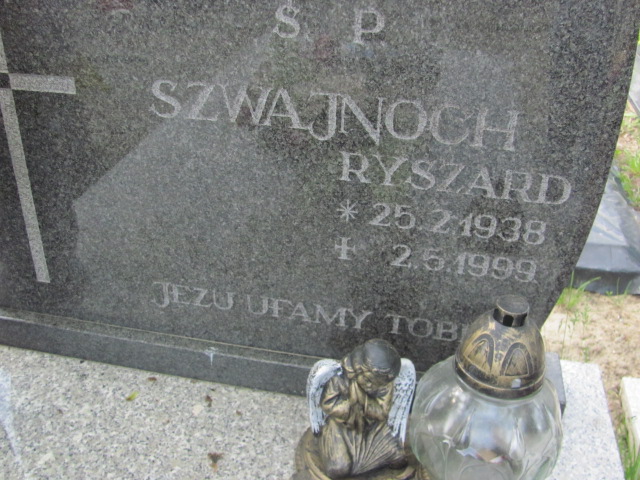 Ś. P.
SZWAJNOCH
RYSZARD
* 25.2.1938
✝ 2.5.1999.
JEZU UFAMY